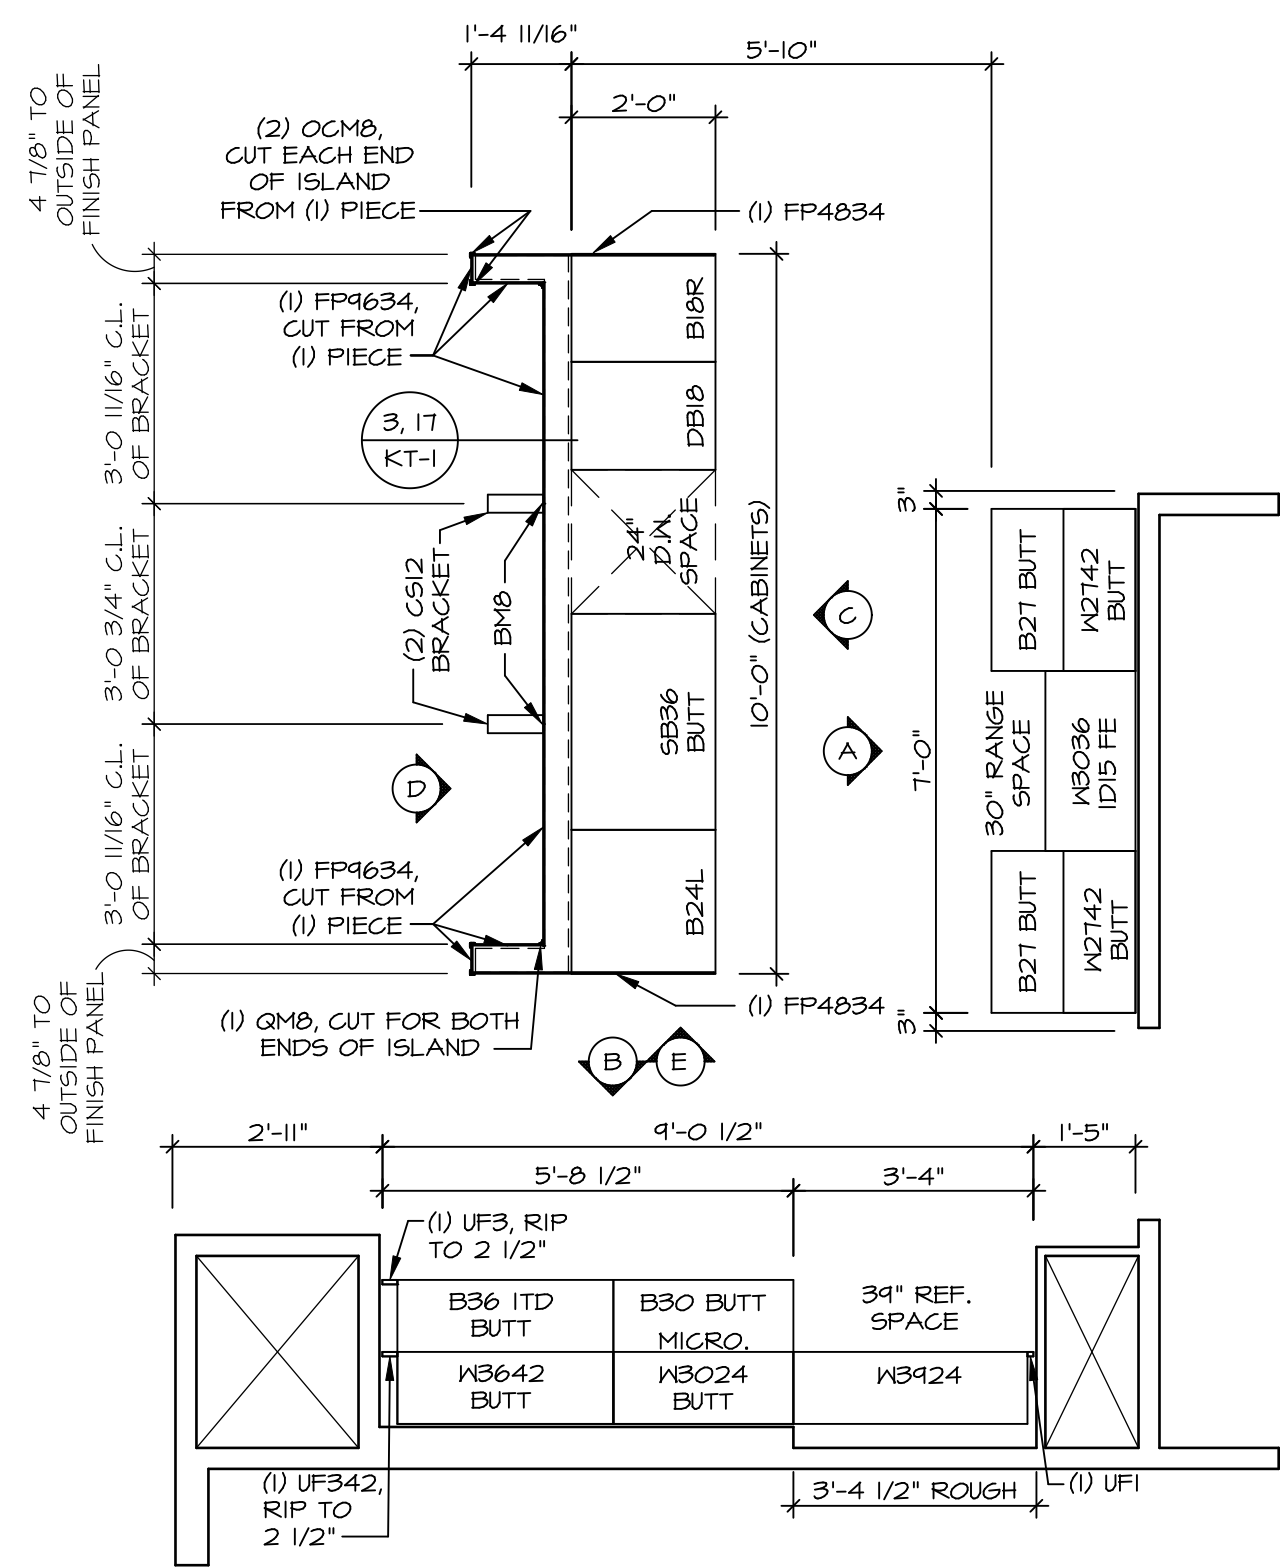 1'-4 11/16"
5'-10"
2'-0"
4 7/8" TO
OUTSIDE OF
FINISH PANEL
(2) OCM8,
CUT EACH END
OF ISLAND
FROM (1) PIECE
(1) FP4834
(1) FP9634,
CUT FROM
(1) PIECE
3'-0 11/16" C.L.
OF BRACKET
B18R
DB18
3, 17
KT-1
24"
D.W.
SPACE
3'-0 3/4" C.L.
OF BRACKET
(2) CS12
BRACKET
BM8
10'-0" (CABINETS)
SB36
BUTT
B24L
3'-0 11/16" C.L.
OF BRACKET
D
C
A
3"
7'-0"
3"
B27 BUTT
W2742
BUTT
30" RANGE
SPACE
W3036
1D15 FE
B27 BUTT
W2742
BUTT
(1) FP9634,
CUT FROM
(1) PIECE
4 7/8" TO
OUTSIDE OF
FINISH PANEL
(1) FP4834
(1) QM8, CUT FOR BOTH
ENDS OF ISLAND
B
E
2'-11"
9'-0 1/2"
1'-5"
5'-8 1/2"
3'-4"
(1) UF3, RIP
TO 2 1/2"
B36 1TD
BUTT
B30 BUTT
MICRO.
39" REF.
SPACE
W3642
BUTT
W3024
BUTT
W3924
(1) UF342,
RIP TO
2 1/2"
3'-4 1/2" ROUGH
(1) UF1